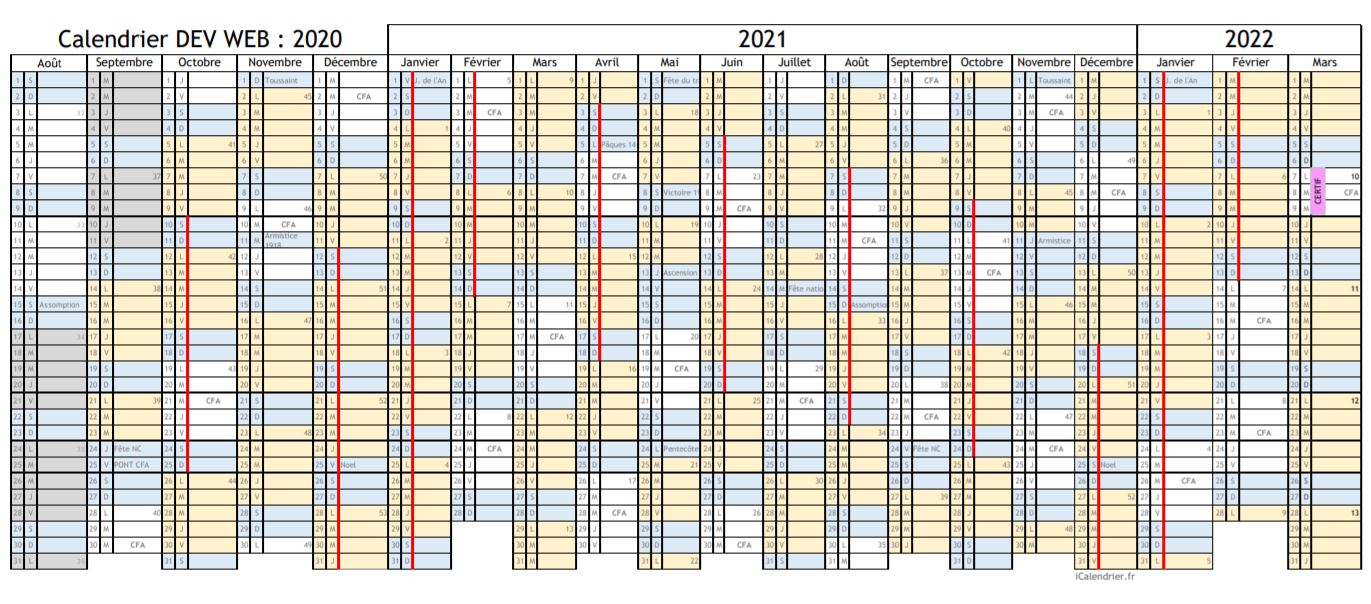 Calendrier DEV WEB : 2020 2021 2022
Août Septembre Octobre Novembre Décembre Janvier Février Mars Avril Mai Juin Juillet Août Septembre Octobre Novembre Décembre Janvier Février Mars
1 S 1 M 1 J 1 D Toussaint 1 M 1 V J. de l'An 1 L 5 1 L 9 1 J 1 S Fête du tr 1 M 1 J 1 D 1 M CFA 1 V 1 L Toussaint 1 M 1 S J. de l'An 1 M 1 M
2 D 2 M 2 V 2 L 45 2 M CFA 2 S 2 M 2 M 2 V 2 D 2 M 2 V 2 L 31 2 J 2 S 2 M 44 2 J 2 D 2 M 2 M
3 L 32 3 J 3 S 3 M 3 J 3 D 3 M CFA 3 M 3 S 3 L 18 3 J 3 S 3 M 3 V 3 D 3 M CFA 3 V 3 L 1 3 J 3 J
4 M 4 V 4 D 4 M 4 V 4 L 1 4 J 4 J 4 D 4 M 4 V 4 D 4 M 4 S 4 L 40 4 J 4 S 4 M 4 V 4 V
5 M 5 S 5 L 41 5 J 5 S 5 M 5 V 5 V 5 L Pâques 14 5 M 5 S 5 L 27 5 J 5 D 5 M 5 V 5 D 5 M 5 S 5 S
6 J 6 D 6 M 6 V 6 D 6 M 6 S 6 S 6 M 6 J 6 D 6 M 6 V 6 L 36 6 M 6 S 6 L 49 6 J 6 D 6 D
7 V 7 L 37 7 M 7 S 7 L 50 7 J 7 D 7 D 7 M CFA 7 V 7 L 23 7 M 7 S 7 M 7 J 7 D 7 M 7 V 7 L 6 7 L 10
8 S 8 M 8 J 8 D 8 M 8 V 8 L 6 8 L 10 8 J 8 S Victoire 19 8 M 8 J 8 D 8 M 8 V 8 L 45 8 M CFA 8 S 8 M 8 M CFA
CERTIF
9 D 9 M 9 V 9 L 46 9 M 9 S 9 M 9 M 9 V 9 D 9 M CFA 9 V 9 L 32 9 J 9 S 9 M 9 J 9 D 9 M 9 M
10 L 33 10 J 10 S 10 M CFA 10 J 10 D 10 M 10 M 10 S 10 L 19 10 J 10 S 10 M 10 V 10 D 10 M 10 V 10 L 2 10 J 10 J
11 M 11 V 11 D 11 M Armistice 1918 11 V 11 L 2 11 J 11 J 11 D 11 M 11 V 11 D 11 M CFA 11 S 11 L 41 11 J Armistice 11 S 11 M 11 V 11 V
12 M 12 S 12 L 42 12 J 12 S 12 M 12 V 12 V 12 L 15 12 M 12 S 12 L 28 12 J 12 D 12 M 12 V 12 D 12 M 12 S 12 S
13 J 13 D 13 M 13 V 13 D 13 M 13 S 13 S 13 M 13 J Ascension 13 D 13 M 13 V 13 L 37 13 M CFA 13 S 13 L 50 13 J 13 D 13 D
14 V 14 L 38 14 M 14 S 14 L 51 14 J 14 D 14 D 14 M 14 V 14 L 24 14 M Fête natio 14 S 14 M 14 J 14 D 14 M 14 V 14 L 7 14 L 11
15 S Assomption 15 M 15 J 15 D 15 M 15 V 15 L 7 15 L 11 15 J 15 S 15 M 15 J 15 D Assomptio 15 M 15 V 15 L 46 15 M 15 S 15 M 15 M
16 D 16 M 16 V 16 L 47 16 M 16 S 16 M 16 M 16 V 16 D 16 M 16 V 16 L 33 16 J 16 S 16 M 16 J 16 D 16 M CFA 16 M
17 L 34 17 J 17 S 17 M 17 J 17 D 17 M 17 M CFA 17 S 17 L 20 17 J 17 S 17 M 17 V 17 D 17 M 17 V 17 L 3 17 J 17 J
18 M 18 V 18 D 18 M 18 V 18 L 3 18 J 18 J 18 D 18 M 18 V 18 D 18 M 18 S 18 L 42 18 J 18 S 18 M 18 V 18 V
19 M 19 S 19 L 43 19 J 19 S 19 M 19 V 19 V 19 L 16 19 M CFA 19 S 19 L 29 19 J 19 D 19 M 19 V 19 D 19 M 19 S 19 S
20 J 20 D 20 M 20 V 20 D 20 M 20 S 20 S 20 M 20 J 20 D 20 M 20 V 20 L 38 20 M 20 S 20 L 51 20 J 20 D 20 D
21 V 21 L 39 21 M CFA 21 S 21 L 52 21 J 21 D 21 D 21 M 21 V 21 L 25 21 M CFA 21 S 21 M 21 J 21 D 21 M 21 V 21 L 8 21 L 12
22 S 22 M 22 J 22 D 22 M 22 V 22 L 8 22 L 12 22 J 22 S 22 M 22 J 22 D 22 M CFA 22 V 22 L 47 22 M 22 S 22 M 22 M
23 D 23 M 23 V 23 L 48 23 M 23 S 23 M 23 M 23 V 23 D 23 M 23 V 23 L 34 23 J 23 S 23 M 23 J 23 D 23 M CFA 23 M
24 L 35 24 J Fête NC 24 S 24 M 24 J 24 D 24 M CFA 24 M 24 S 24 L Pentecôte 24 J 24 S 24 M 24 V Fête NC 24 D 24 M CFA 24 V 24 L 4 24 J 24 J
25 M 25 V PONT CFA 25 D 25 M 25 V Noel 25 L 4 25 J 25 J 25 D 25 M 21 25 V 25 D 25 M 25 S 25 L 43 25 J 25 S Noel 25 M 25 V 25 V
26 M 26 S 26 L 44 26 J 26 S 26 M 26 V 26 V 26 L 17 26 M 26 S 26 L 30 26 J 26 D 26 M 26 V 26 D 26 M CFA 26 S 26 S
27 J 27 D 27 M 27 V 27 D 27 M 27 S 27 S 27 M 27 J 27 D 27 M 27 V 27 L 39 27 M 27 S 27 L 52 27 J 27 D 27 D
28 V 28 L 40 28 M 28 S 28 L 53 28 J 28 D 28 D 28 M CFA 28 V 28 L 26 28 M 28 S 28 M 28 J 28 D 28 M 28 V 28 L 9 28 L 13
29 S 29 M 29 J 29 D 29 M 29 V 29 L 13 29 J 29 S 29 M 29 J 29 D 29 M 29 V 29 L 48 29 M 29 S 29 M
30 D 30 M CFA 30 V 30 L 49 30 M 30 S 30 M 30 V 30 D 30 M CFA 30 V 30 L 35 30 J 30 S 30 M 30 J 30 D 30 M
31 L 36 31 S 31 J 31 D 31 M 31 L 22 31 S 31 M 31 D 31 V 31 L 5 31 J
iCalendrier.fr